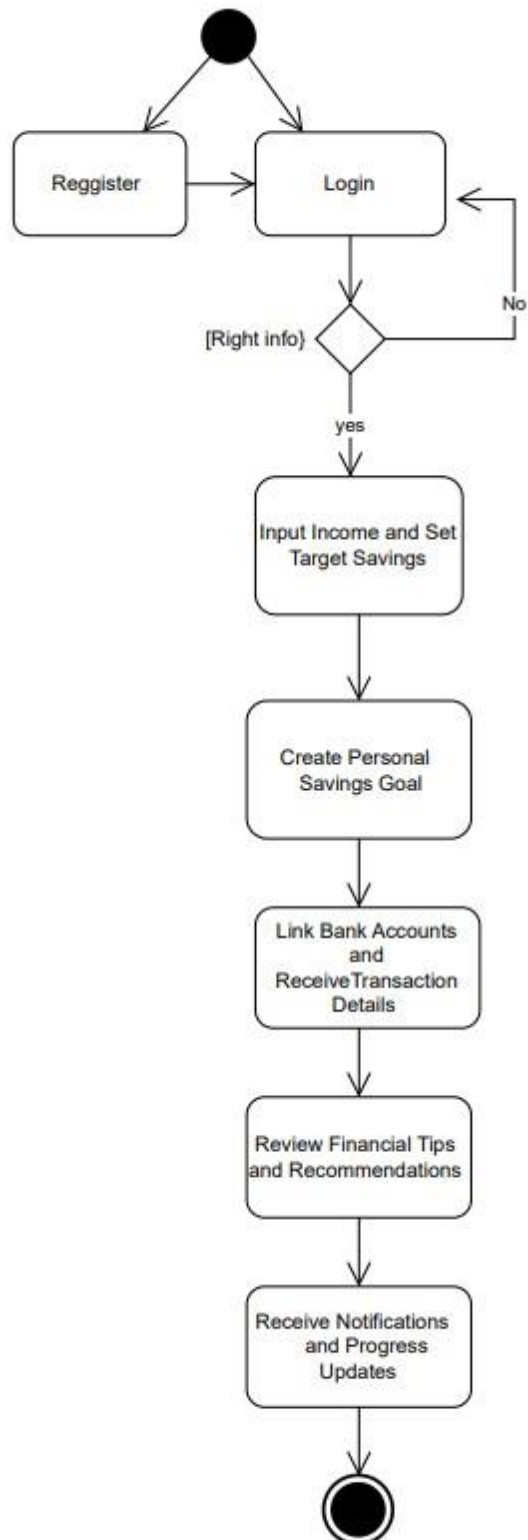 Reggister
Login
No
[Right info}
yes
Input Income and Set
Target Savings
Create Personal
Savings Goal
Link Bank Accounts
and
ReceiveTransaction
Details
Review Financial Tips
and Recommendations
Receive Notifications
and Progress
Updates